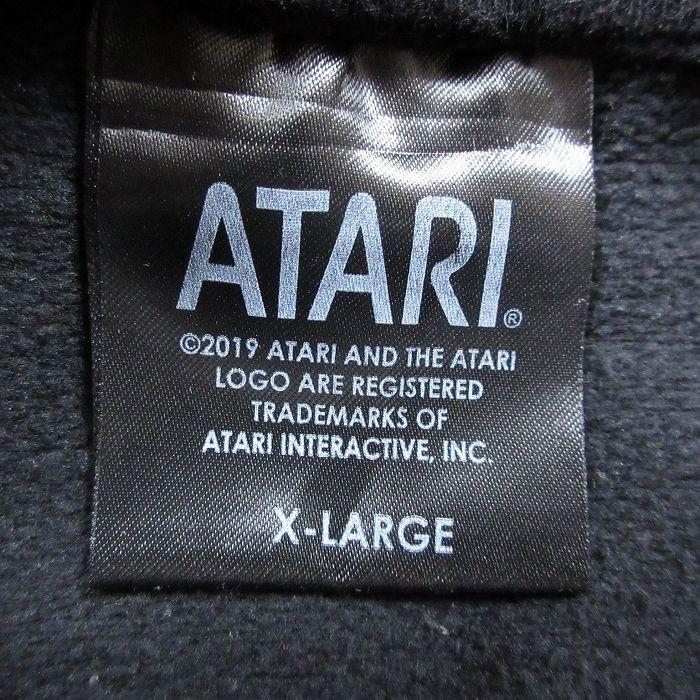 ATARI®
©2019 ATARI AND THE ATARI
LOGO ARE REGISTERED
TRADEMARKS OF
ATARI INTERACTIVE, INC.
X-LARGE